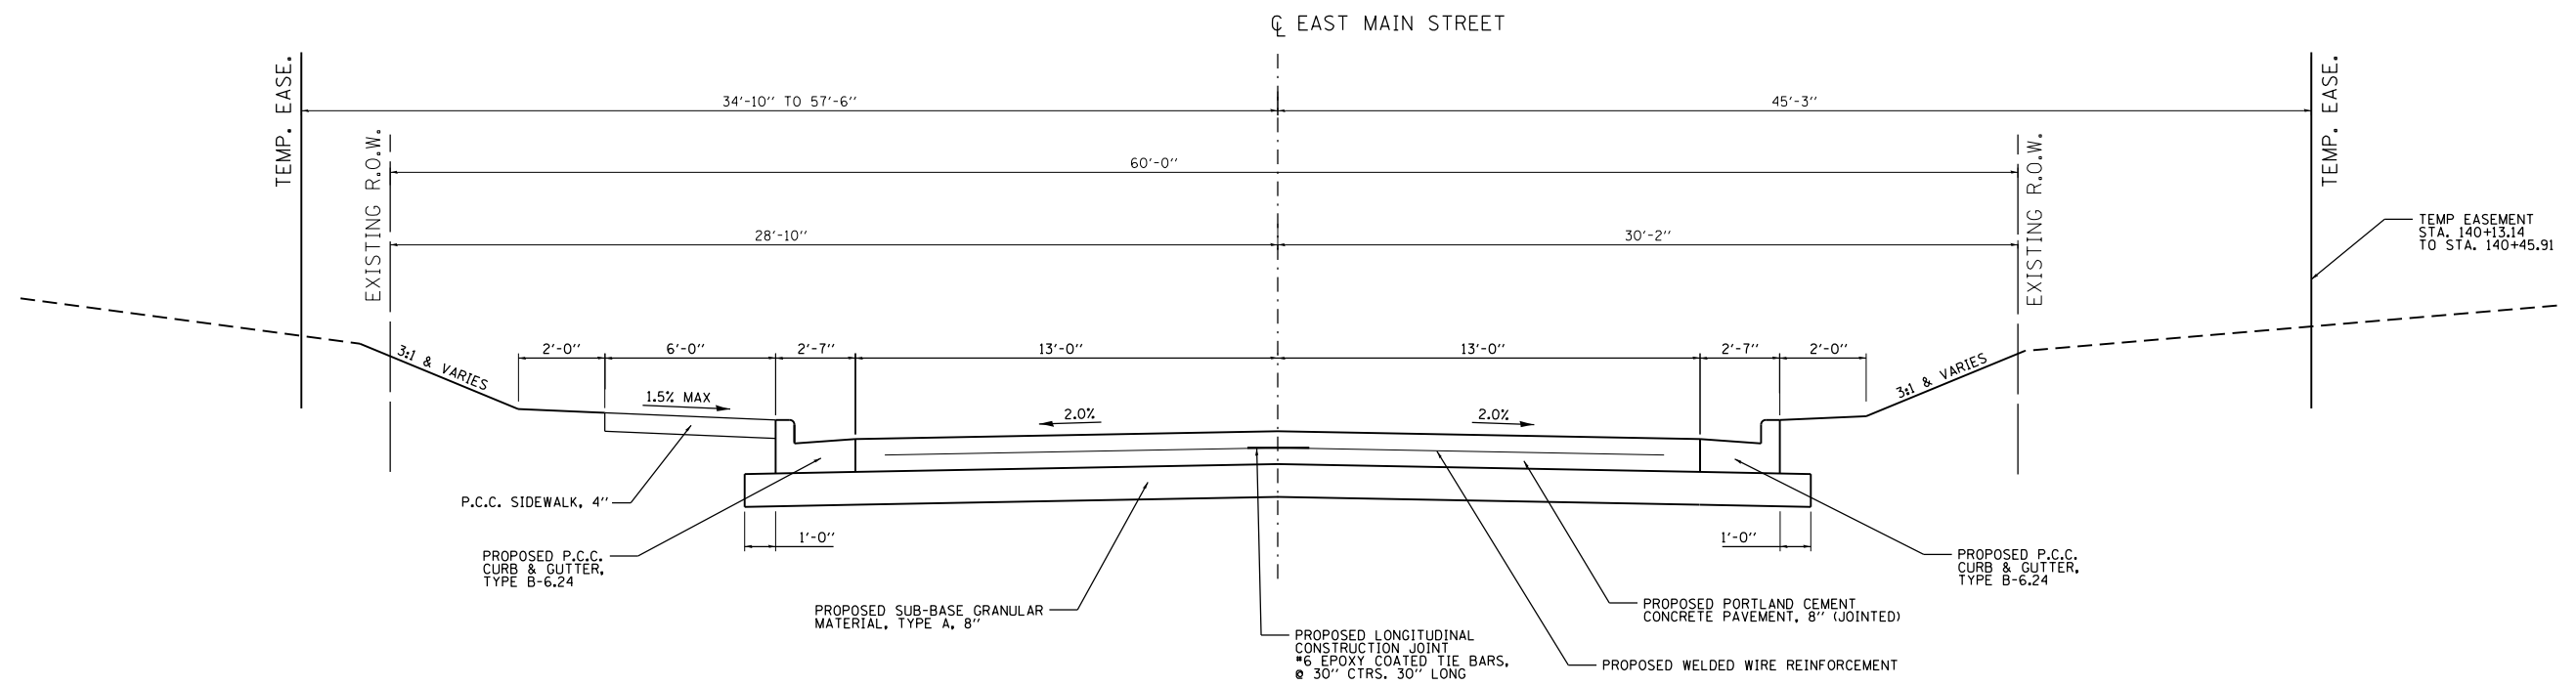 ℄ EAST MAIN STREET
TEMP. EASE.
34'-10" TO 57'-6"
45'-3"
TEMP. EASE.
EXISTING R.O.W.
60'-0"
EXISTING R.O.W.
28'-10"
30'-2"
TEMP EASEMENT
STA. 140+13.14
TO STA. 140+45.91
3:1 & VARIES
2'-0"
6'-0"
2'-7"
13'-0"
13'-0"
2'-7"
2'-0"
3:1 & VARIES
1.5% MAX
2.0%
2.0%
P.C.C. SIDEWALK, 4"
1'-0"
1'-0"
PROPOSED P.C.C.
CURB & GUTTER,
TYPE B-6.24
PROPOSED P.C.C.
CURB & GUTTER,
TYPE B-6.24
PROPOSED SUB-BASE GRANULAR
MATERIAL, TYPE A, 8"
PROPOSED PORTLAND CEMENT
CONCRETE PAVEMENT, 8" (JOINTED)
PROPOSED LONGITUDINAL
CONSTRUCTION JOINT
#6 EPOXY COATED TIE BARS,
@ 30" CTRS. 30" LONG
PROPOSED WELDED WIRE REINFORCEMENT